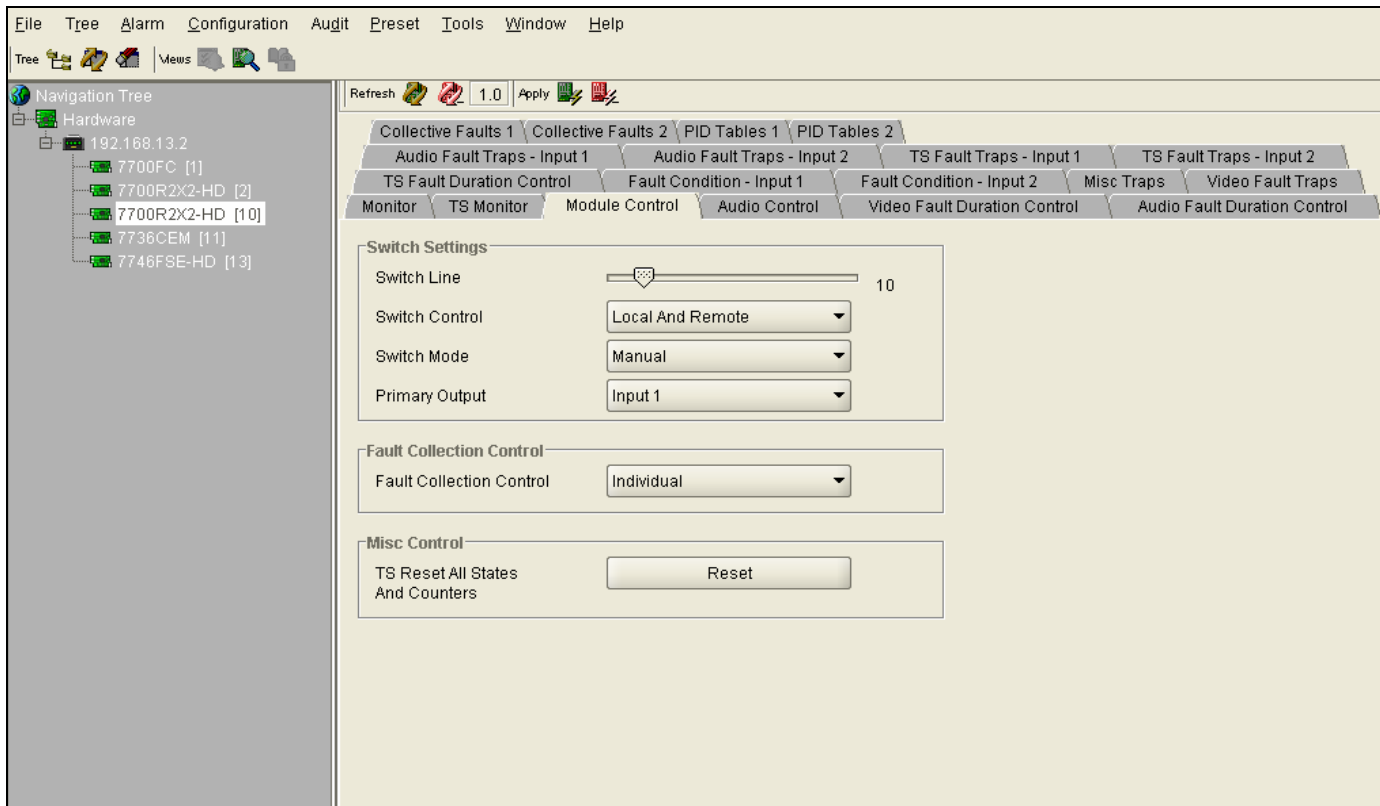 File Tree Alarm Configuration Audit Preset Tools Window Help
Tree Views
Navigation Tree
Hardware
192.168.13.2
7700FC [1]
7700R2X2-HD [2]
7700R2X2-HD [10]
7736CEM [11]
7746FSE-HD [13]
Refresh 1.0 Apply
Collective Faults 1 Collective Faults 2 PID Tables 1 PID Tables 2
Audio Fault Traps - Input 1 Audio Fault Traps - Input 2 TS Fault Traps - Input 1 TS Fault Traps - Input 2
TS Fault Duration Control Fault Condition - Input 1 Fault Condition - Input 2 Misc Traps Video Fault Traps
Monitor TS Monitor Module Control Audio Control Video Fault Duration Control Audio Fault Duration Control
Switch Settings
Switch Line 10
Switch Control Local And Remote
Switch Mode Manual
Primary Output Input 1
Fault Collection Control
Fault Collection Control Individual
Misc Control
TS Reset All States Reset
And Counters